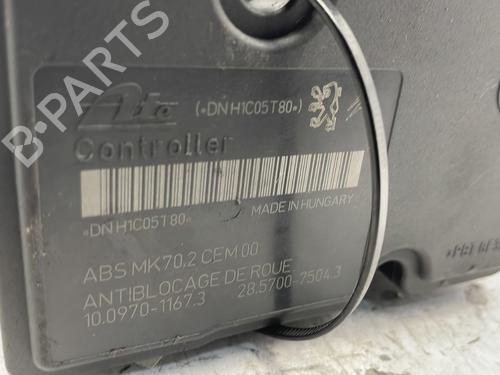 Ate (*DNH1C05T80*)
Controller
*DNH1C05T80*
MADE IN HUNGARY
ABS MK70,2 CEM 00
ANTIBLOCAGE DE ROUE
10.0970-1167.3 28.5700-7504.3